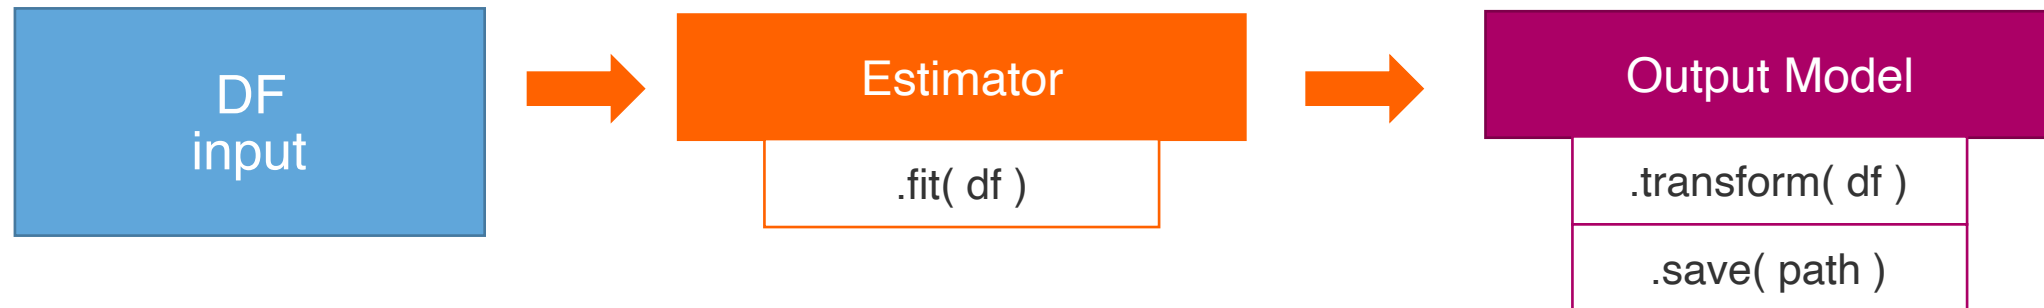 DF
input
Estimator
.fit( df )
Output Model
.transform( df )
.save( path )